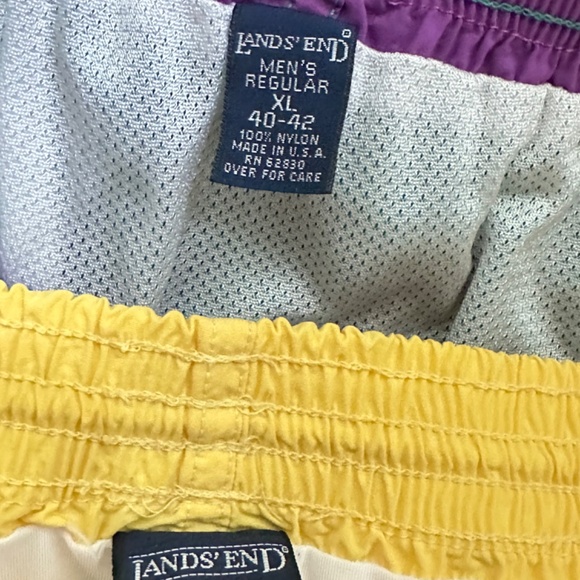 LANDS' END
MEN'S
REGULAR
XL
40-42
100% NYLON
MADE IN U.S.A.
RN 62830
OVER FOR CARE
LANDS' END